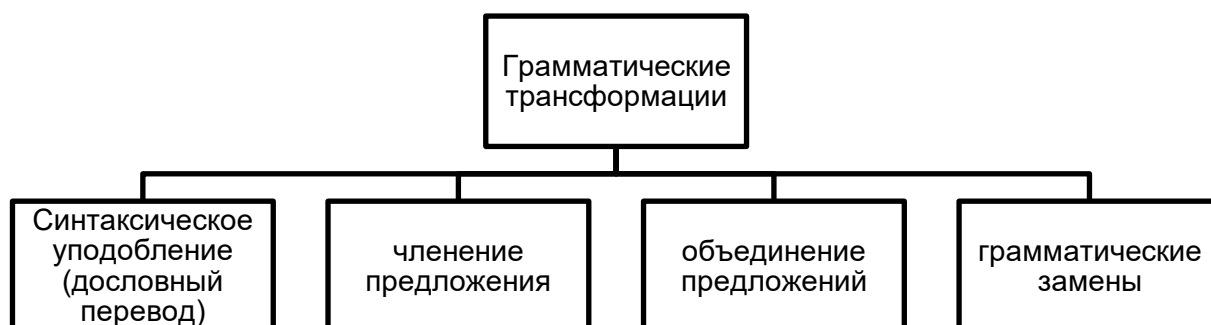 Грамматические
трансформации
Синтаксическое
уподобление
(дословный
перевод)
членение
предложения
объединение
предложений
грамматические
замены